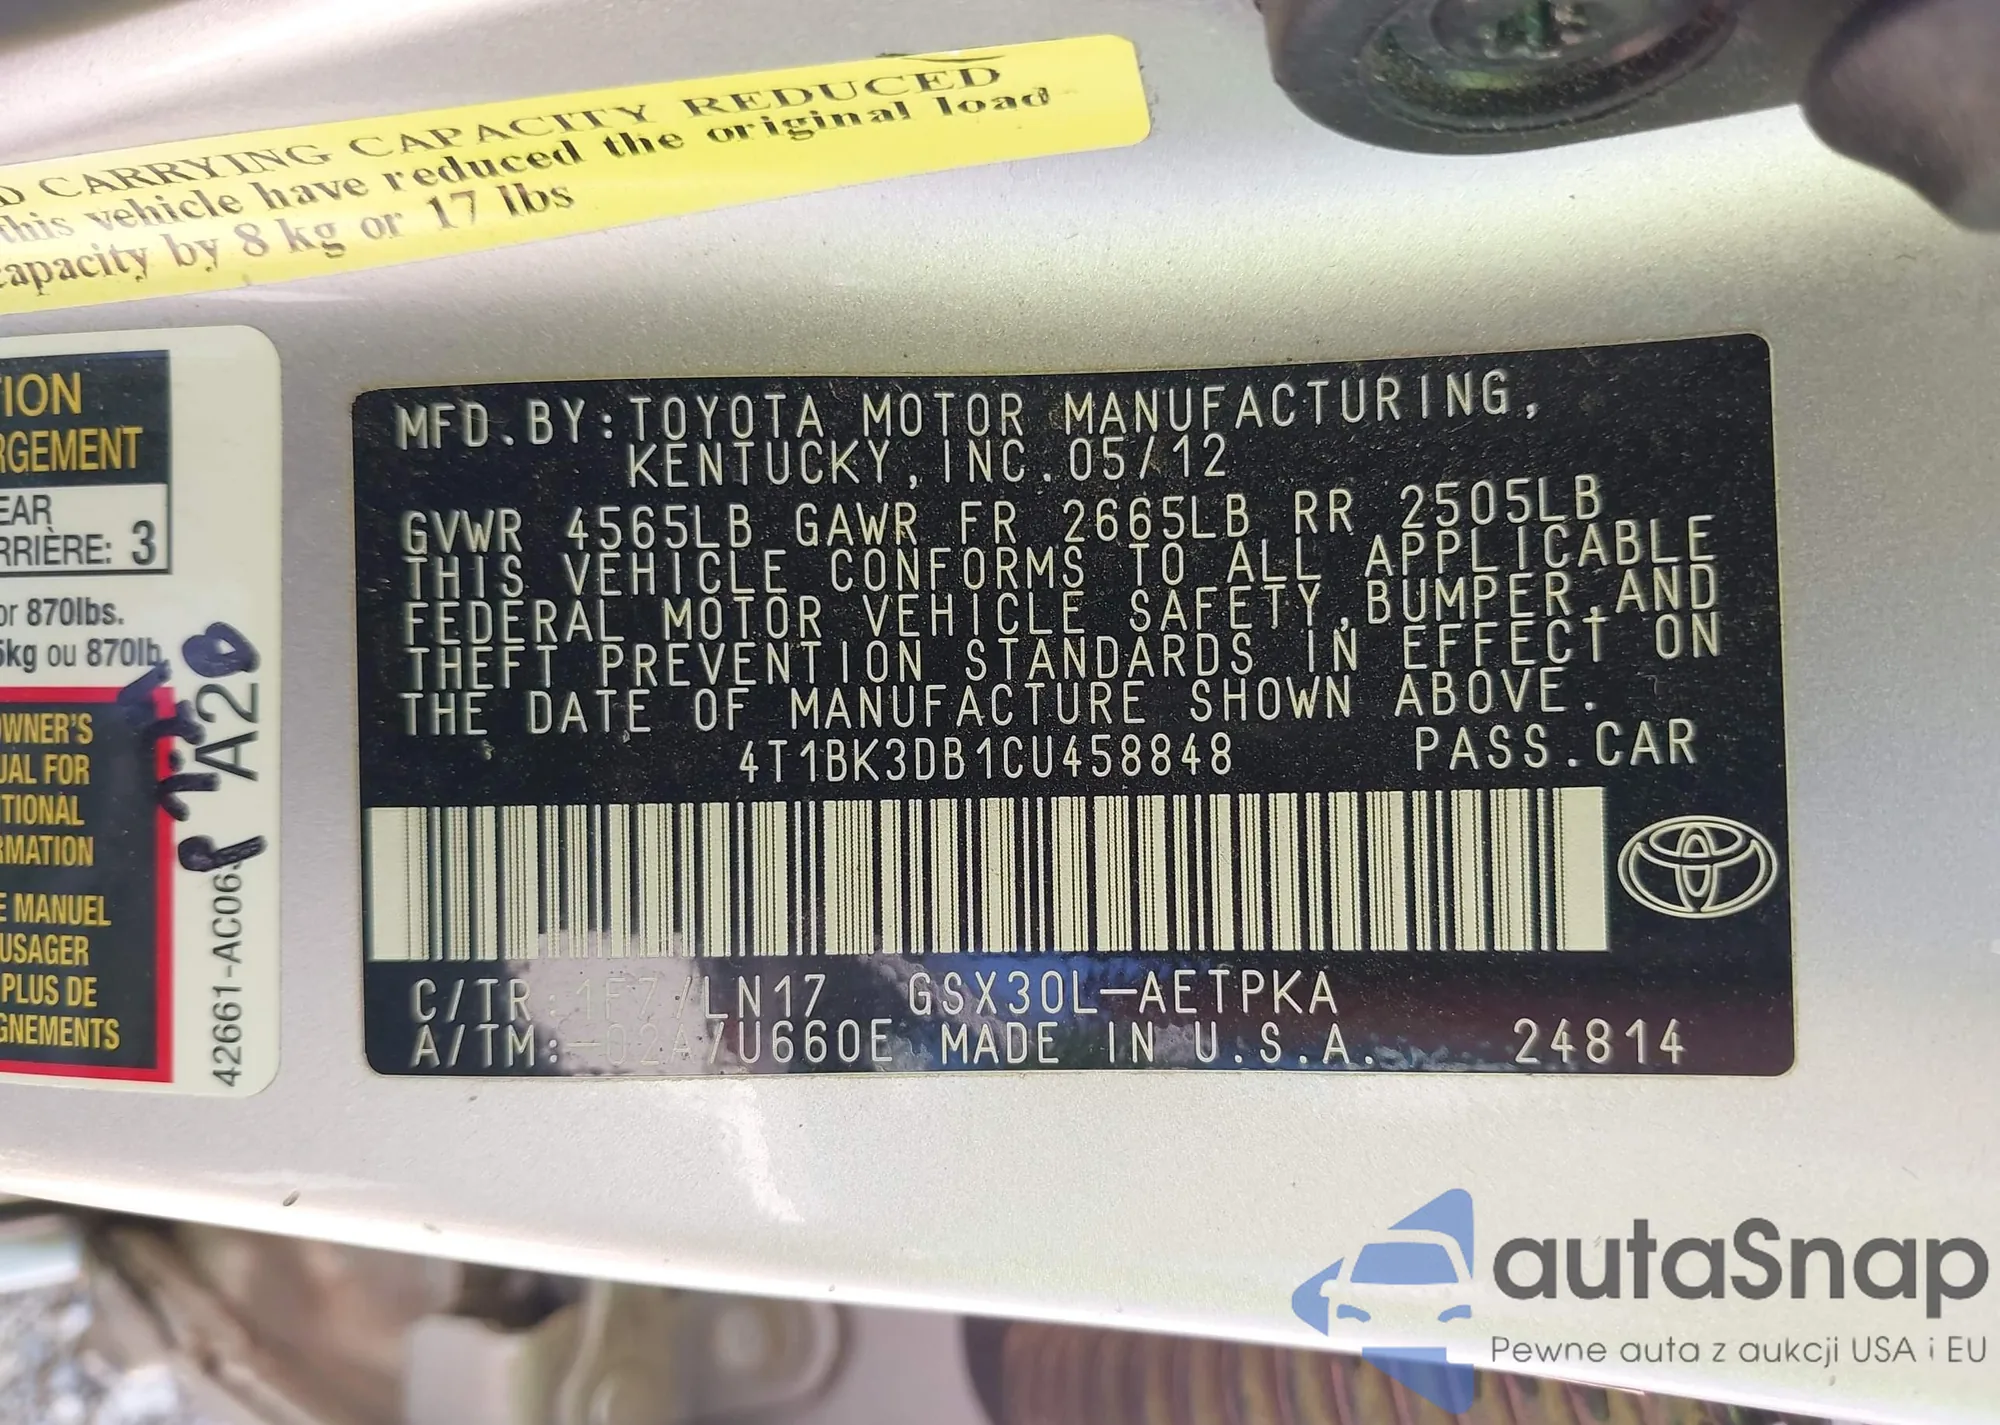 CARRYING CAPACITY REDUCED
this vehicle have reduced the original load
capacity by 8 kg or 17 lbs
MFD.BY:TOYOTA MOTOR MANUFACTURING,
KENTUCKY,INC.05/12
GVWR 4565LB GAWR FR 2665LB RR 2505LB
THIS VEHICLE CONFORMS TO ALL APPLICABLE
FEDERAL MOTOR VEHICLE SAFETY,BUMPER,AND
THEFT PREVENTION STANDARDS IN EFFECT ON
THE DATE OF MANUFACTURE SHOWN ABOVE.
4T1BK3DB1CU458848 PASS.CAR
C/TR:1F7/LN17 GSX30L-AETPKA
A/TM:-02A/U660E MADE IN U.S.A. 24814
TION
RGEMENT
EAR
RRIÈRE: 3
or 870lbs.
kg ou 870lb.
OWNER'S
UAL FOR
ITIONAL
RMATION
E MANUEL
USAGER
PLUS DE
GNEMENTS
42661-AC06
A20
autaSnap
Pewne auta z aukcji USA i EU